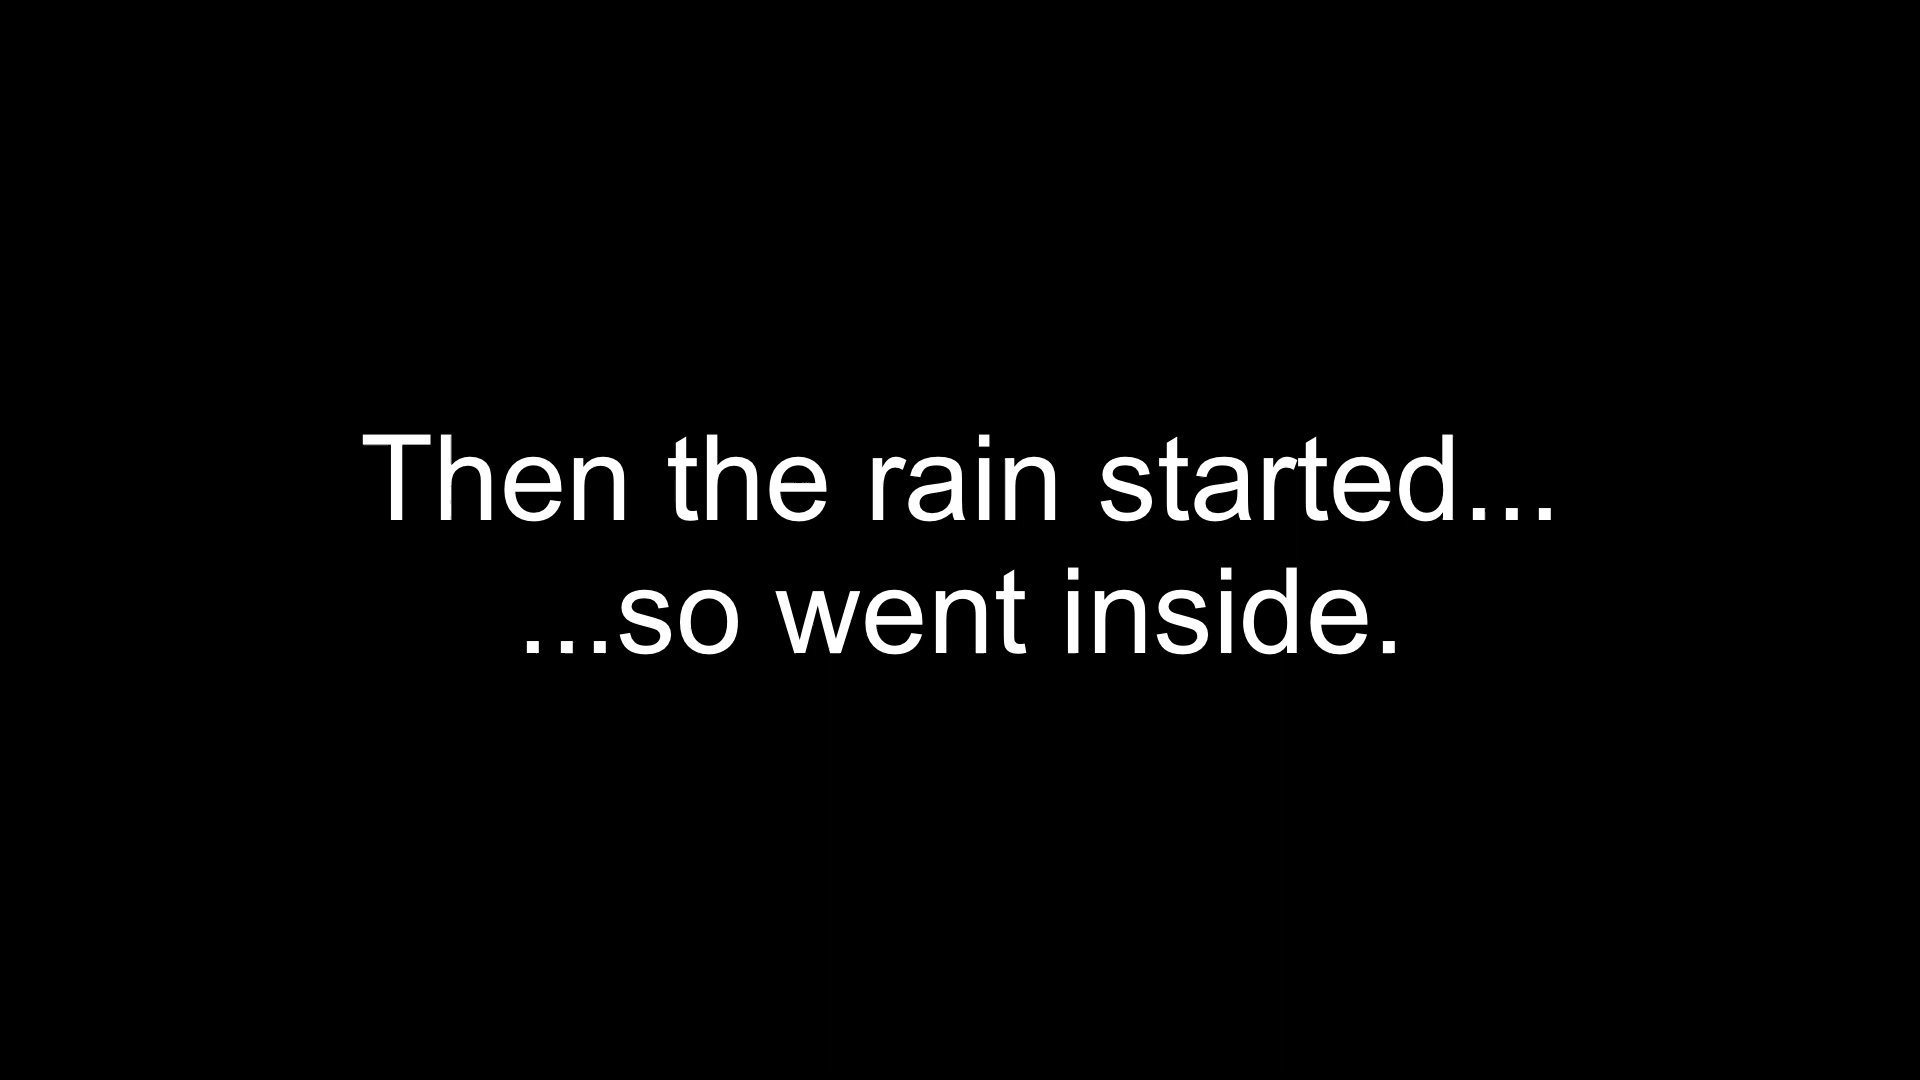 Then the rain started...
...so went inside.